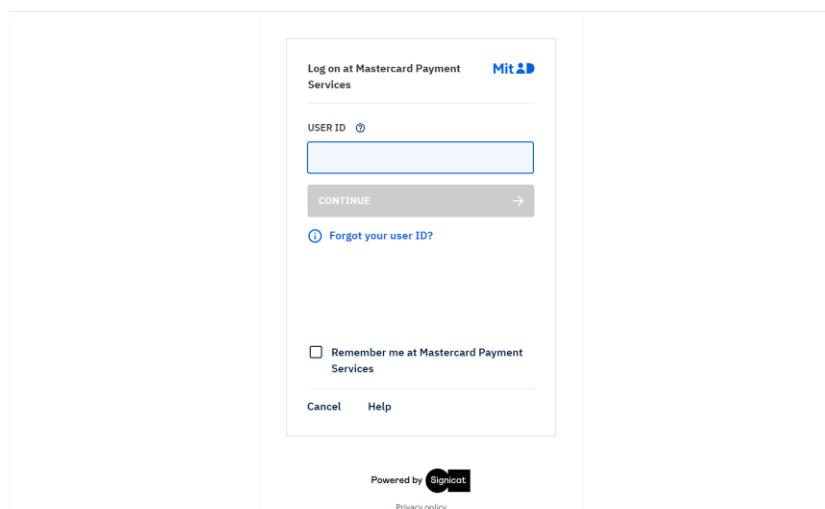 Log on at Mastercard Payment
Services
MitID
USER ID
CONTINUE
Forgot your user ID?
Remember me at Mastercard Payment
Services
Cancel Help
Powered by Signicat
Privacy policy